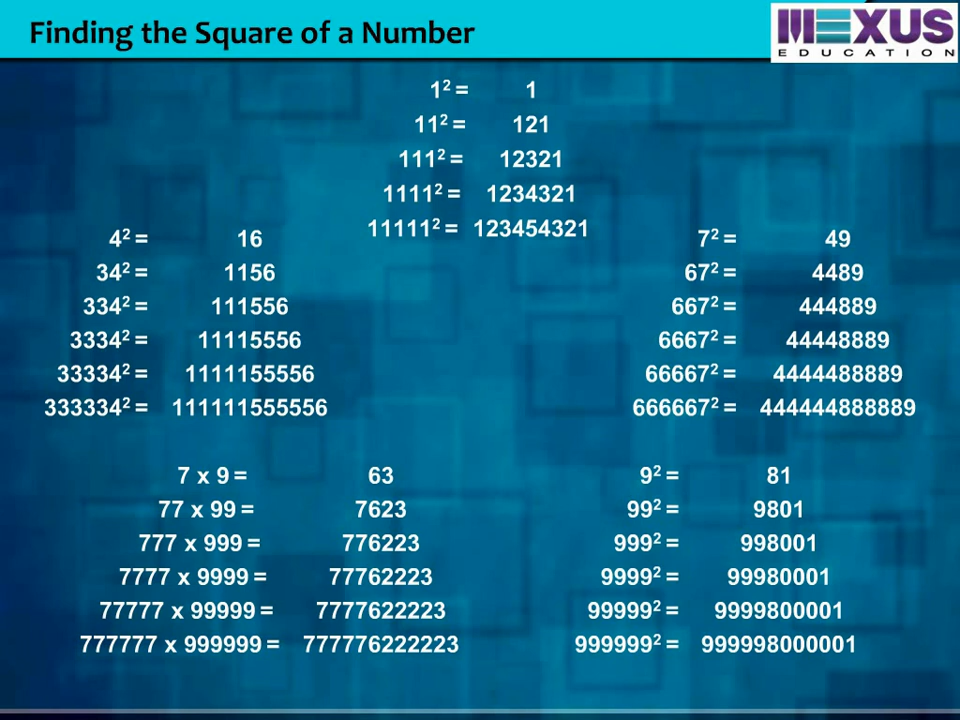 Finding the Square of a Number
MEXUS
EDUCATION
1² = 1
11² = 121
111² = 12321
1111² = 1234321
11111² = 123454321
4² = 16
34² = 1156
334² = 111556
3334² = 11115556
33334² = 1111155556
333334² = 111111555556
7² = 49
67² = 4489
667² = 444889
6667² = 44448889
66667² = 4444488889
666667² = 444444888889
7 x 9 = 63
77 x 99 = 7623
777 x 999 = 776223
7777 x 9999 = 77762223
77777 x 99999 = 7777622223
777777 x 999999 = 777776222223
9² = 81
99² = 9801
999² = 998001
9999² = 99980001
99999² = 9999800001
999999² = 999998000001